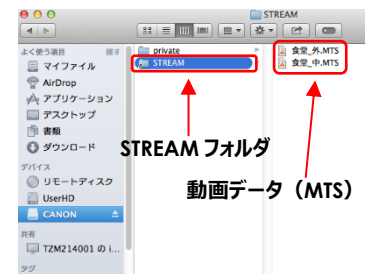 STREAM
よく使う項目 隠す
マイファイル
AirDrop
アプリケーション
デスクトップ
書類
ダウンロード
デバイス
リモートディスク
UserHD
CANON
共有
TZM214001 の i...
タグ
private
STREAM
食堂_外.MTS
食堂_中.MTS
STREAM フォルダ
動画データ（MTS）